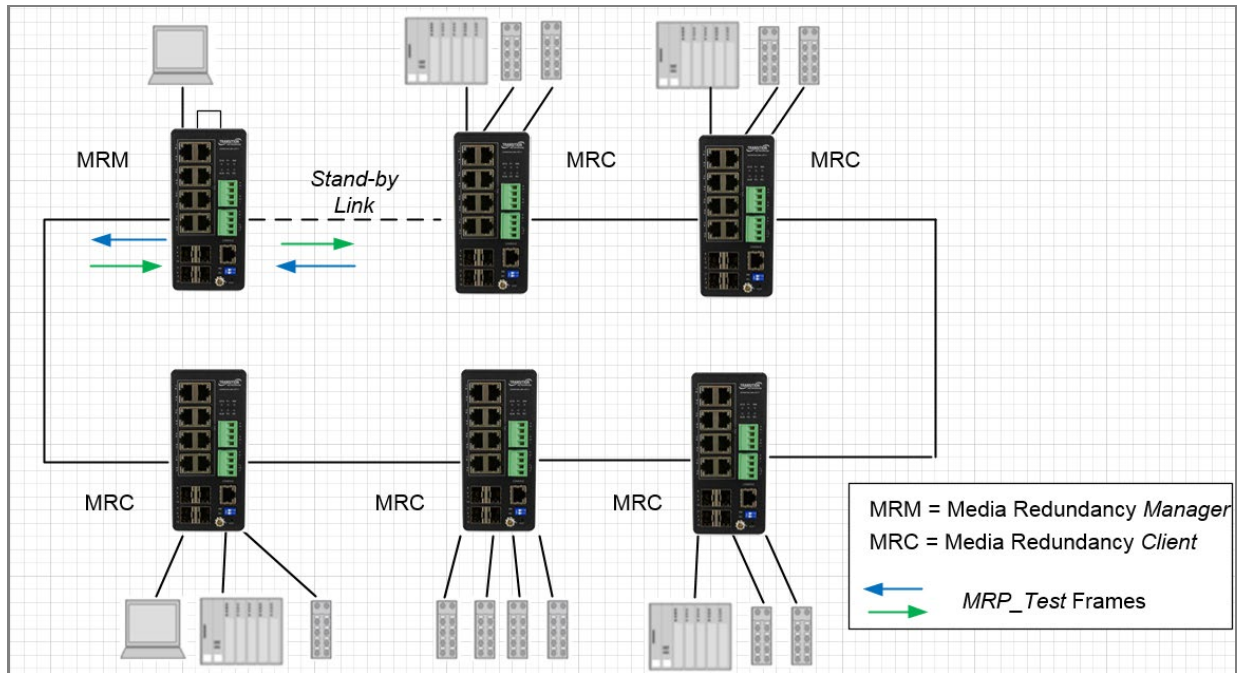 MRM
Stand-by
Link
MRC
MRC
MRC
MRC
MRC
MRM = Media Redundancy Manager
MRC = Media Redundancy Client
MRP_Test Frames